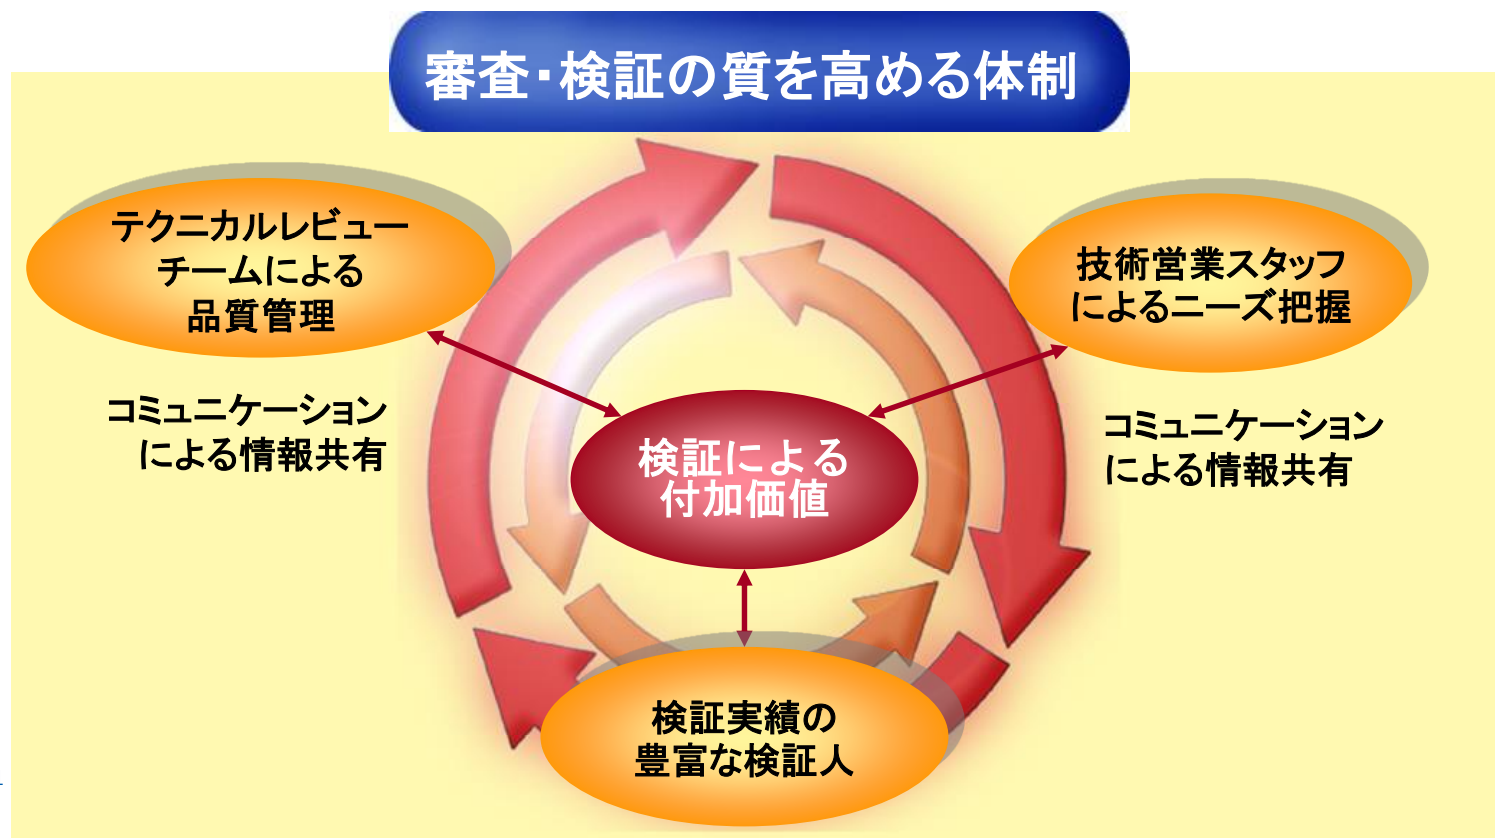 審査・検証の質を高める体制
テクニカルレビュー
チームによる
品質管理
技術営業スタッフ
によるニーズ把握
コミュニケーション
による情報共有
コミュニケーション
による情報共有
検証による
付加価値
検証実績の
豊富な検証人